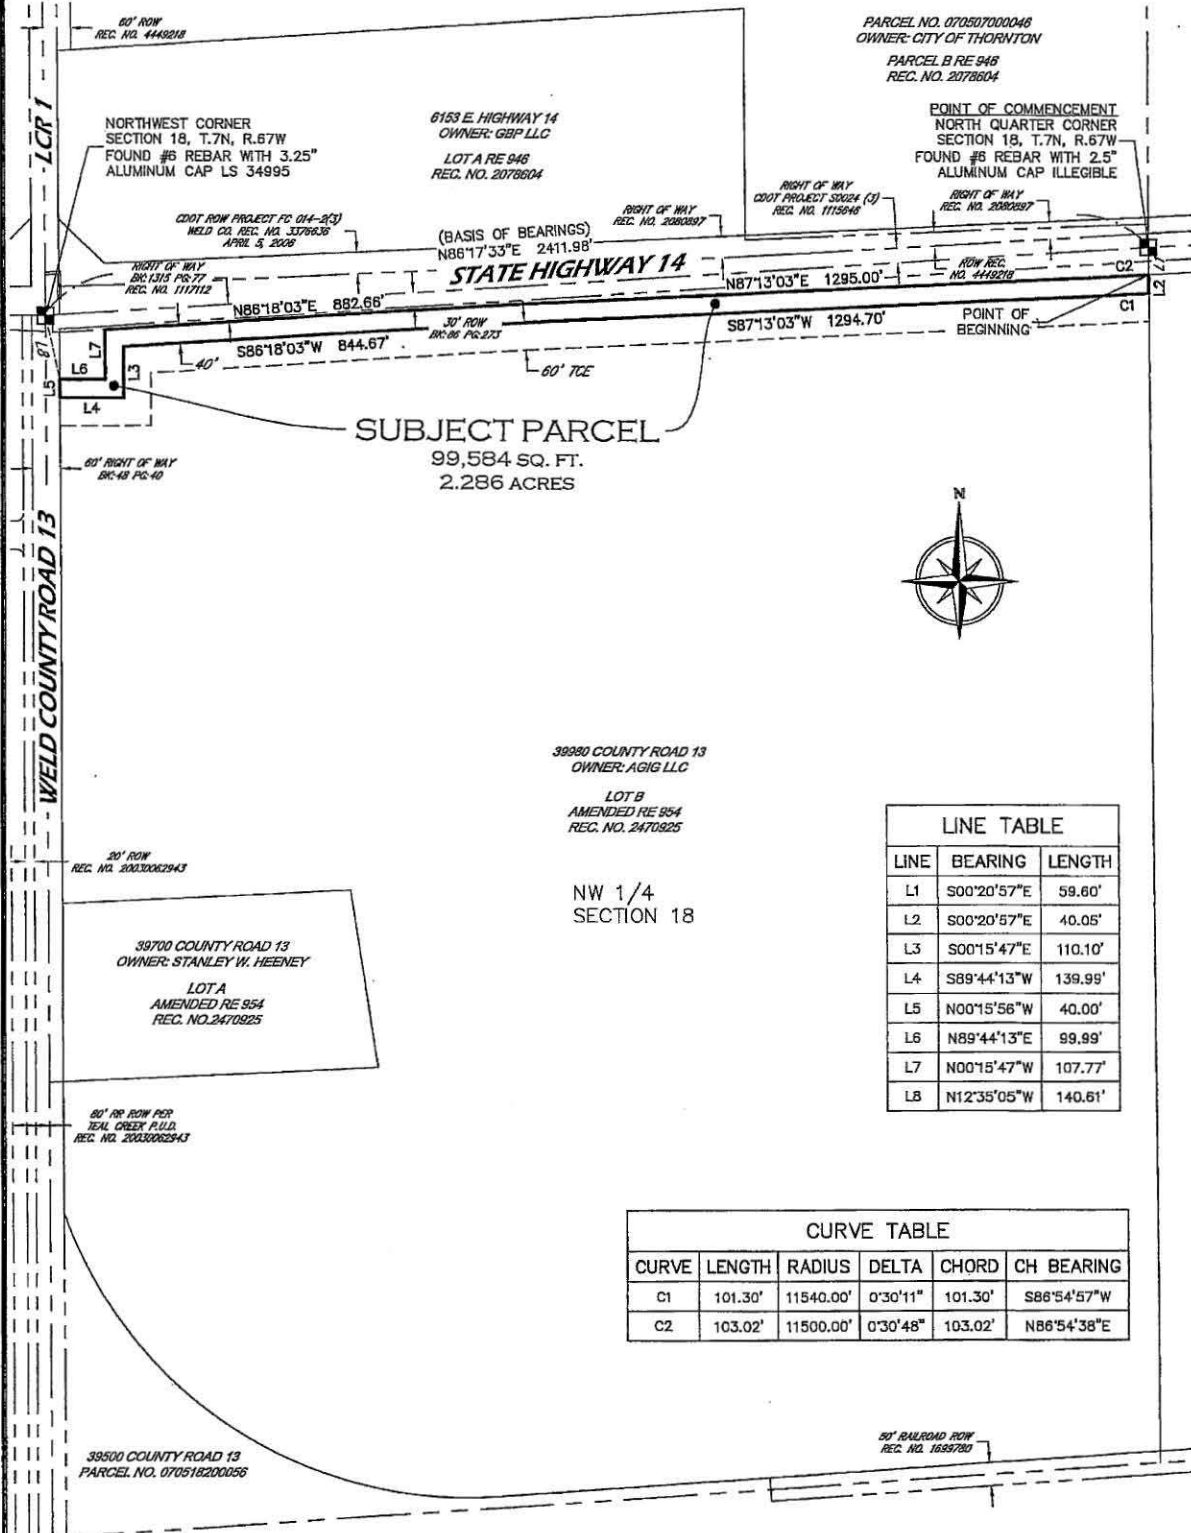 60' ROW
REC. NO. 4449218
PARCEL NO. 070507000046
OWNER: CITY OF THORNTON
PARCEL B RE 946
REC. NO. 2078604
LCR 1
NORTHWEST CORNER
SECTION 18, T.7N, R.67W
FOUND #6 REBAR WITH 3.25"
ALUMINUM CAP LS 34995
6153 E. HIGHWAY 14
OWNER: GBP LLC
LOT A RE 946
REC. NO. 2078604
POINT OF COMMENCEMENT
NORTH QUARTER CORNER
SECTION 18, T.7N, R.67W
FOUND #6 REBAR WITH 2.5"
ALUMINUM CAP ILLEGIBLE
RIGHT OF WAY
CDOT PROJECT S0024 (3)
REC. NO. 1115646
RIGHT OF WAY
REC. NO. 2080897
RIGHT OF WAY
REC. NO. 2080897
CDOT ROW PROJECT FC 014-2(3)
WELD CO. REC. NO. 3376636
APRIL 5, 2006
(BASIS OF BEARINGS)
N86°17'33"E 2411.98'
STATE HIGHWAY 14
RIGHT OF WAY
BK:1315 PG:77
REC. NO. 1117112
ROW REC.
NO. 4449218
C2
L1
L2
N87°13'03"E 1295.00'
N86°18'03"E 882.66'
30' ROW
BK:86 PG:273
S87°13'03"W 1294.70'
POINT OF
BEGINNING
C1
S86°18'03"W 844.67'
40'
60' TCE
L8
L7
L6
L3
L5
L4
SUBJECT PARCEL
99,584 SQ. FT.
2.286 ACRES
60' RIGHT OF WAY
BK:48 PG:40
N
WELD COUNTY ROAD 13
39980 COUNTY ROAD 13
OWNER: AGIG LLC
LOT B
AMENDED RE 954
REC. NO. 2470925
NW 1/4
SECTION 18
20' ROW
REC. NO. 20030062943
39700 COUNTY ROAD 13
OWNER: STANLEY W. HEENEY
LOT A
AMENDED RE 954
REC. NO.2470925
LINE TABLE
LINE BEARING LENGTH
L1 S00°20'57"E 59.60'
L2 S00°20'57"E 40.05'
L3 S00°15'47"E 110.10'
L4 S89°44'13"W 139.99'
L5 N00°15'56"W 40.00'
L6 N89°44'13"E 99.99'
L7 N00°15'47"W 107.77'
L8 N12°35'05"W 140.61'
80' RR ROW PER
TEAL CREEK P.U.D.
REC. NO. 20030062943
CURVE TABLE
CURVE LENGTH RADIUS DELTA CHORD CH BEARING
C1 101.30' 11540.00' 0°30'11" 101.30' S86°54'57"W
C2 103.02' 11500.00' 0°30'48" 103.02' N86°54'38"E
39500 COUNTY ROAD 13
PARCEL NO. 070518200056
50' RAILROAD ROW
REC. NO. 1699780